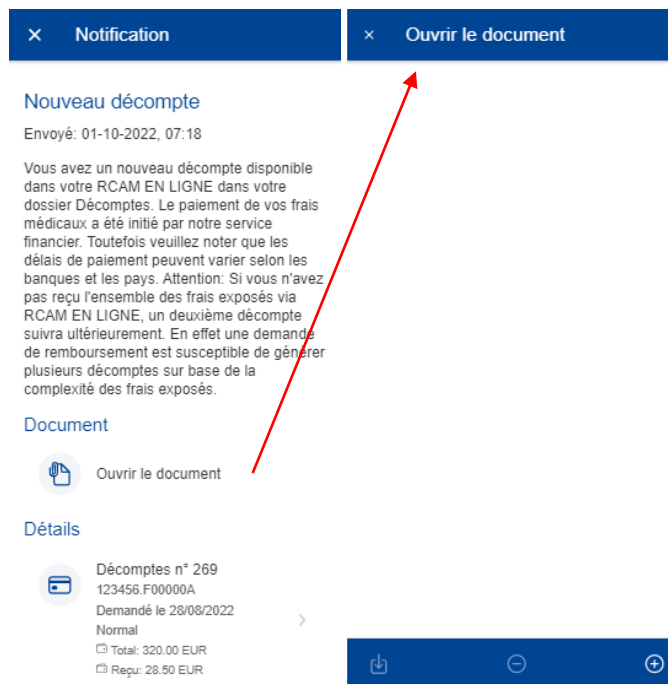 Notification
Nouveau décompte
Envoyé: 01-10-2022, 07:18
Vous avez un nouveau décompte disponible
dans votre RCAM EN LIGNE dans votre
dossier Décomptes. Le paiement de vos frais
médicaux a été initié par notre service
financier. Toutefois veuillez noter que les
délais de paiement peuvent varier selon les
banques et les pays. Attention: Si vous n'avez
pas reçu l'ensemble des frais exposés via
RCAM EN LIGNE, un deuxième décompte
suivra ultérieurement. En effet une demande
de remboursement est susceptible de générer
plusieurs décomptes sur base de la
complexité des frais exposés.
Document
Ouvrir le document
Détails
Décomptes n° 269
123456.F00000A
Demandé le 28/08/2022
Normal
Total: 320.00 EUR
Reçu: 28.50 EUR
Ouvrir le document